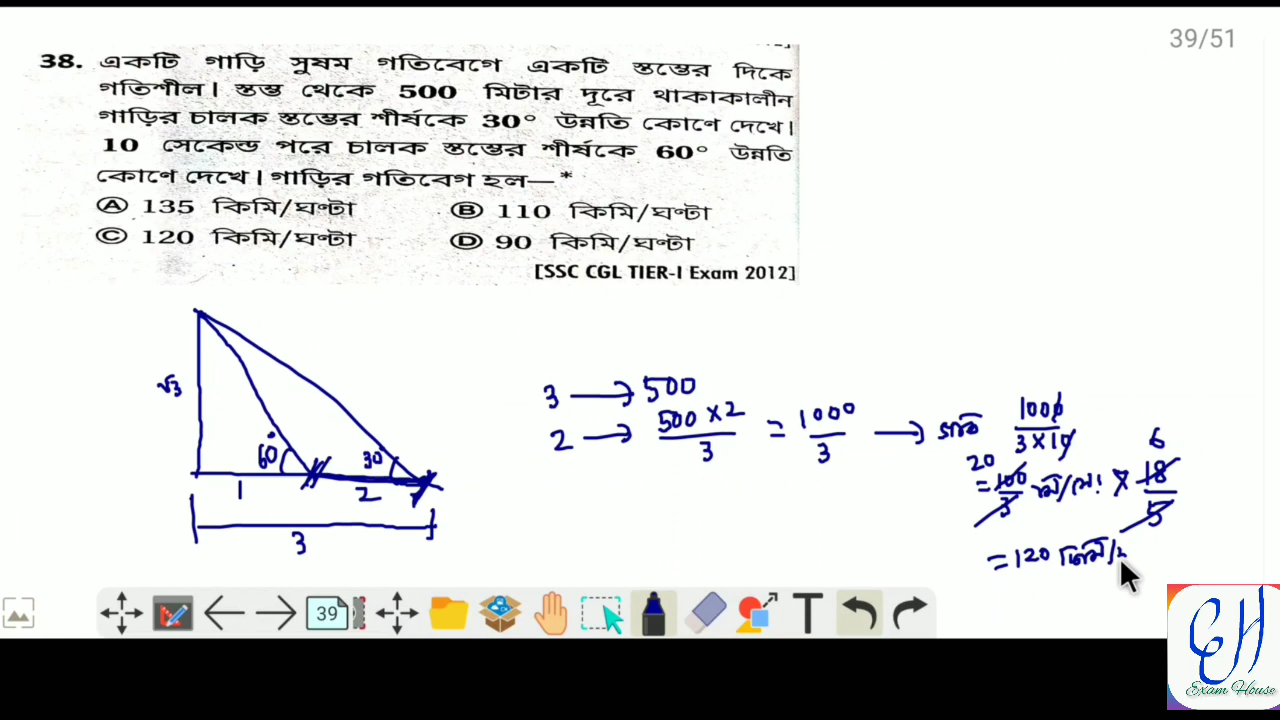 39/51
38. একটি গাড়ি সুষম গতিবেগে একটি স্তম্ভের দিকে
গতিশীল। স্তম্ভ থেকে 500 মিটার দূরে থাকাকালীন
গাড়ির চালক স্তম্ভের শীর্ষকে 30° উন্নতি কোণে দেখে।
10 সেকেন্ড পরে চালক স্তম্ভের শীর্ষকে 60° উন্নতি
কোণে দেখে। গাড়ির গতিবেগ হল—*
Ⓐ 135 কিমি/ঘণ্টা Ⓑ 110 কিমি/ঘণ্টা
Ⓒ 120 কিমি/ঘণ্টা Ⓓ 90 কিমি/ঘণ্টা
[SSC CGL TIER-I Exam 2012]
√3
60°
30°
1
2
3
3 → 500
2 → 500×2/3 = 1000/3 → গতি 1000/3×10
20 6
= 100/3 মি/সে: × 18/5
= 120 কিমি/
39
T
CH
Exam House